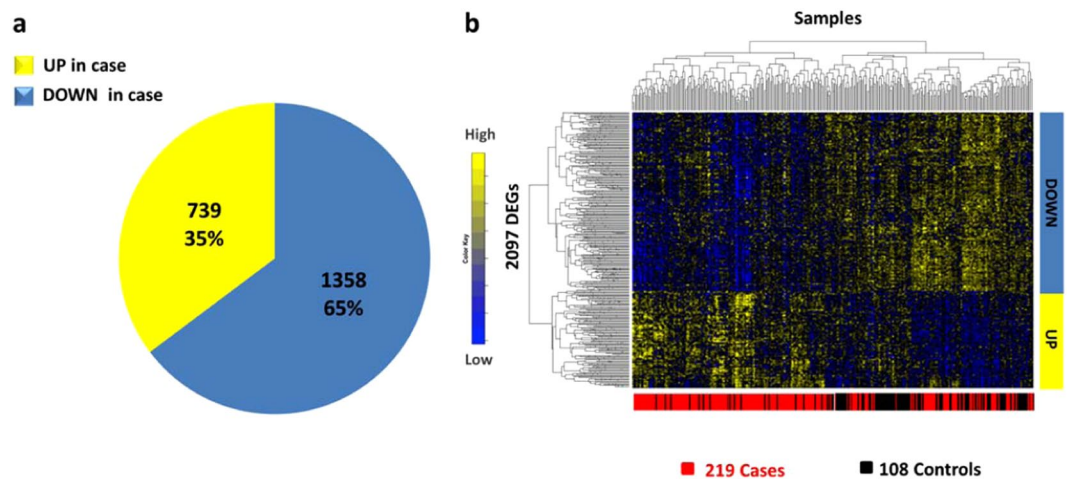 a
UP in case
DOWN in case
739
35%
1358
65%
b
Samples
High
Color Key
Low
2097 DEGs
DOWN
UP
219 Cases
108 Controls